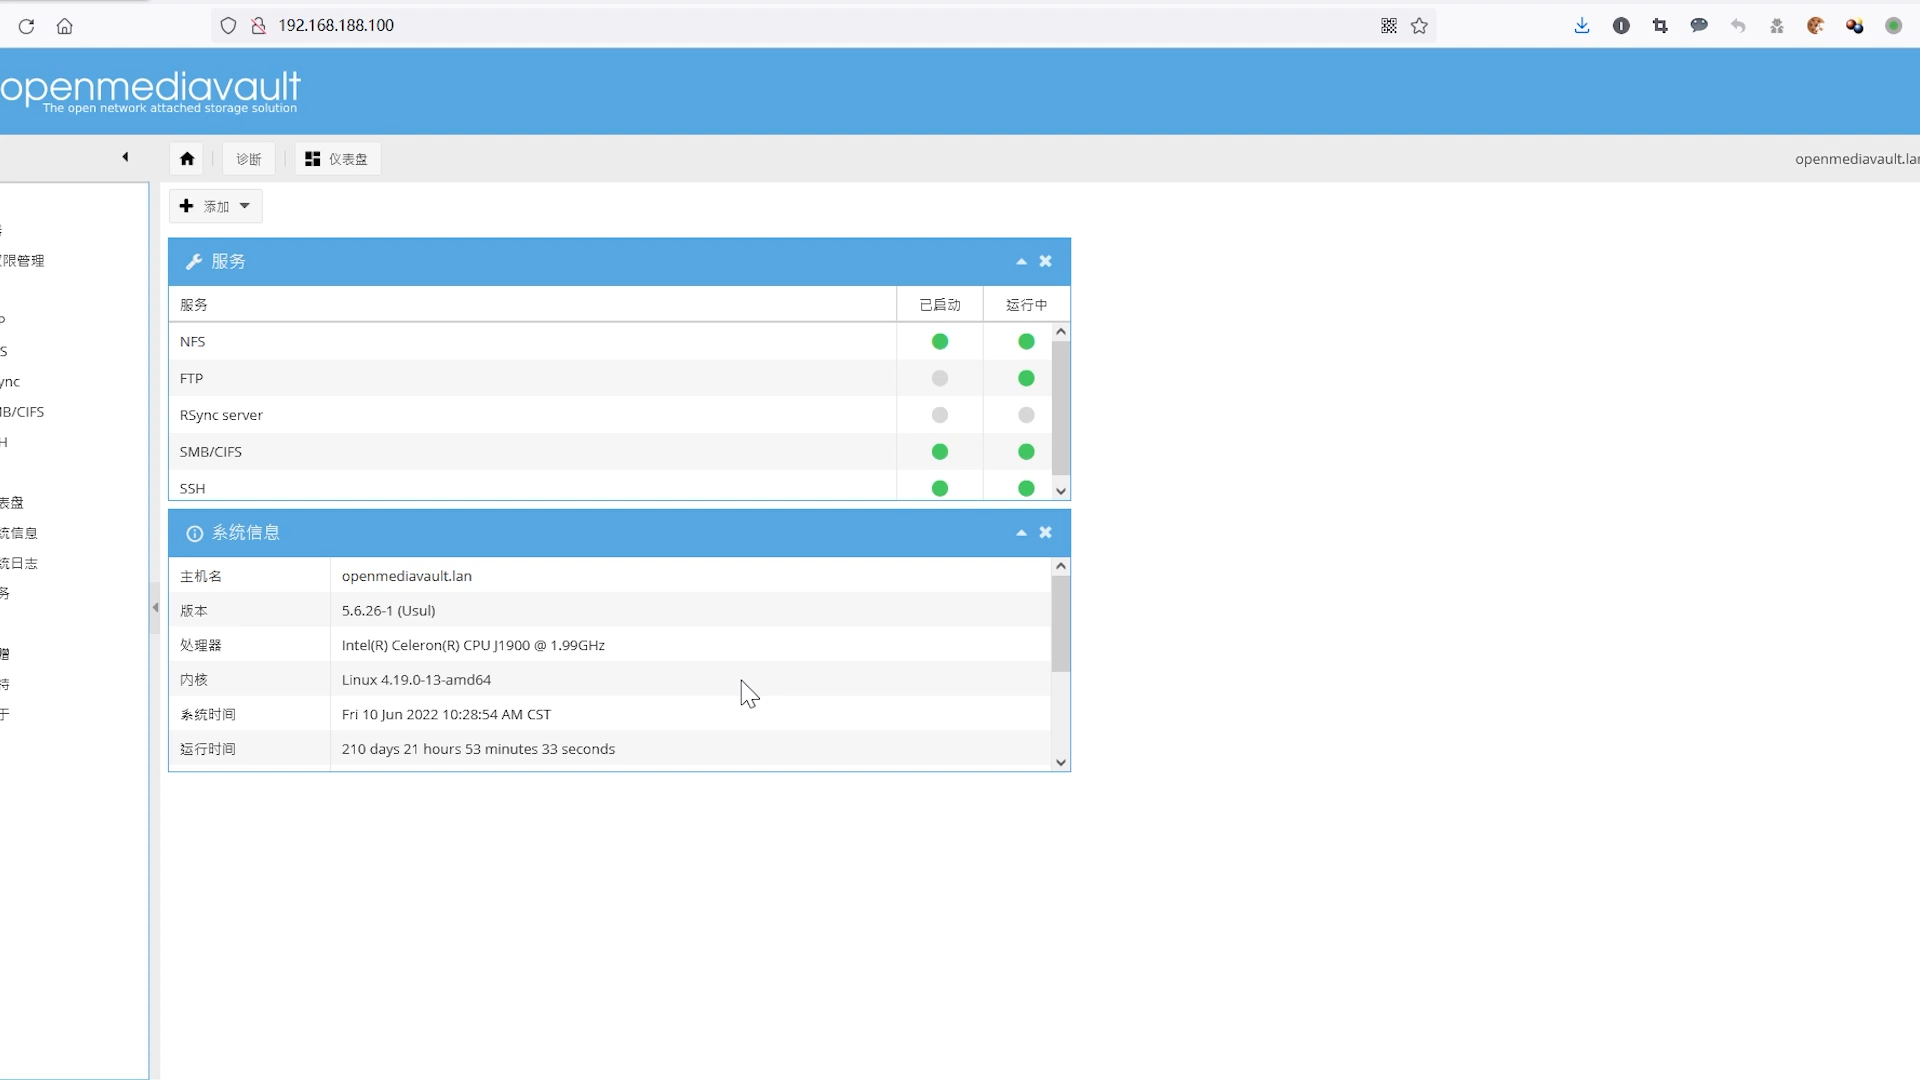 192.168.188.100
openmediavault
The open network attached storage solution
诊断
仪表盘
openmediavault.lan
添加
限管理
ync
B/CIFS
H
表盘
统信息
统日志
务
赠
持
于
服务
服务 已启动 运行中
NFS
FTP
RSync server
SMB/CIFS
SSH
系统信息
主机名 openmediavault.lan
版本 5.6.26-1 (Usul)
处理器 Intel(R) Celeron(R) CPU J1900 @ 1.99GHz
内核 Linux 4.19.0-13-amd64
系统时间 Fri 10 Jun 2022 10:28:54 AM CST
运行时间 210 days 21 hours 53 minutes 33 seconds